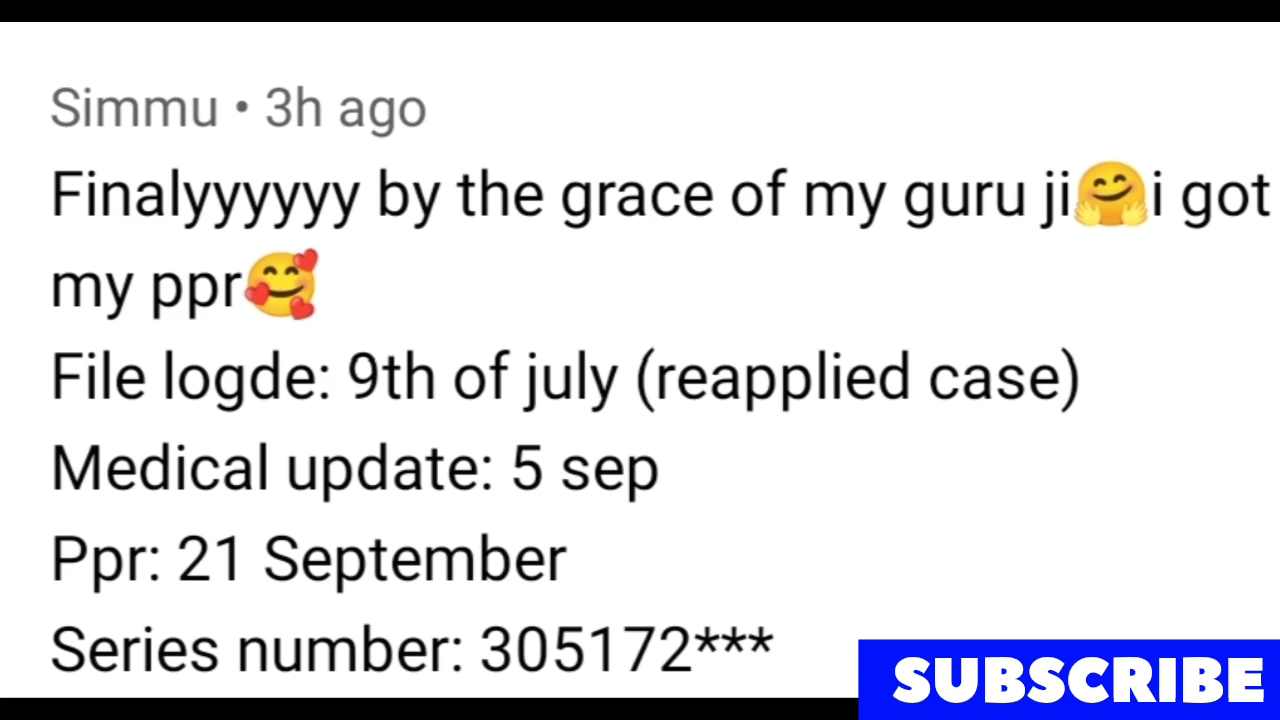 Simmu • 3h ago
Finalyyyyyy by the grace of my guru ji🤗i got
my ppr🥰
File logde: 9th of july (reapplied case)
Medical update: 5 sep
Ppr: 21 September
Series number: 305172***
SUBSCRIBE